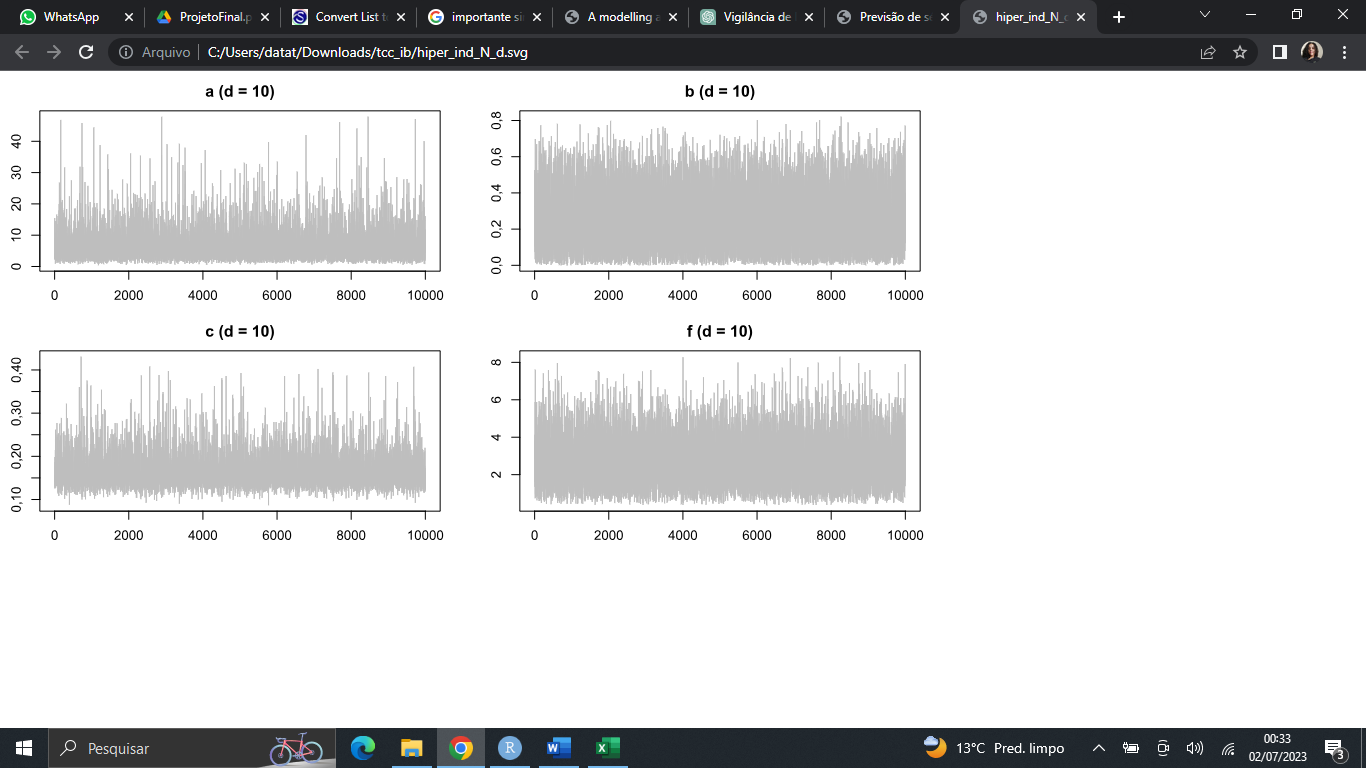 WhatsApp
ProjetoFinal.p
Convert List to
importante si
A modelling a
Vigilância de
Previsão de s
hiper_ind_N_
Arquivo C:/Users/datat/Downloads/tcc_ib/hiper_ind_N_d.svg
a (d = 10)
0 10 20 30 40
0 2000 4000 6000 8000 10000
b (d = 10)
0,0 0,2 0,4 0,6 0,8
0 2000 4000 6000 8000 10000
c (d = 10)
0,10 0,20 0,30 0,40
0 2000 4000 6000 8000 10000
f (d = 10)
2 4 6 8
0 2000 4000 6000 8000 10000
Pesquisar
13°C Pred. limpo
00:33
02/07/2023
3